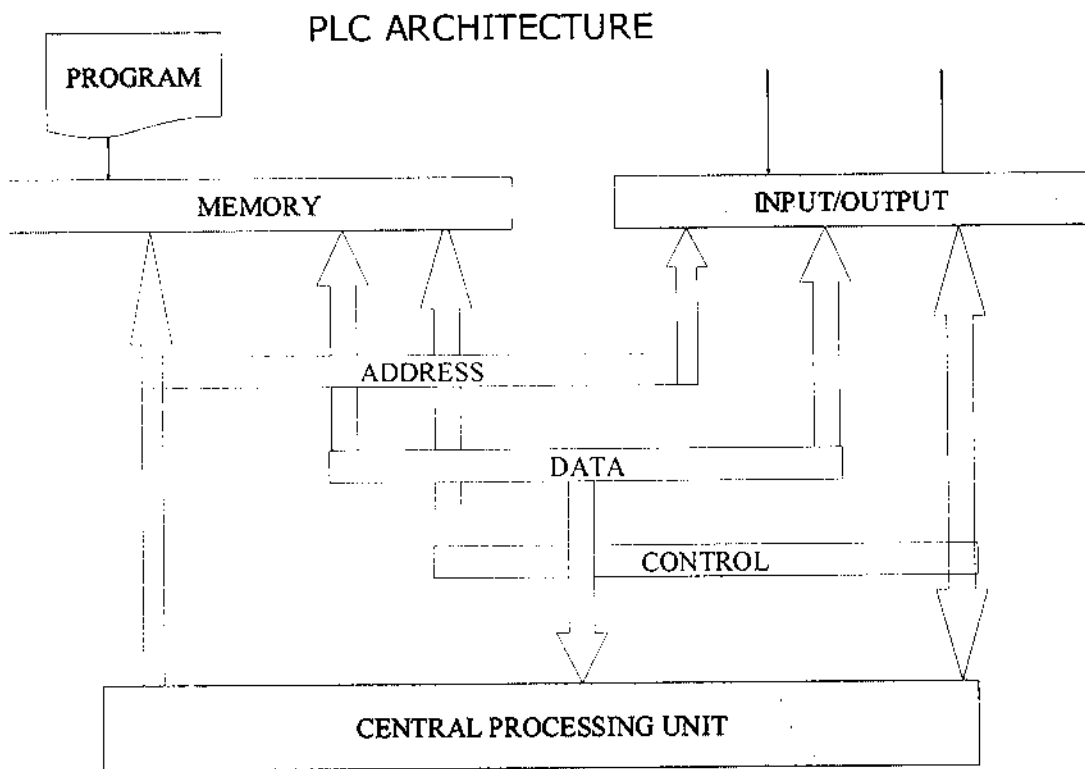 PLC ARCHITECTURE
PROGRAM
MEMORY
INPUT/OUTPUT
ADDRESS
DATA
CONTROL
CENTRAL PROCESSING UNIT